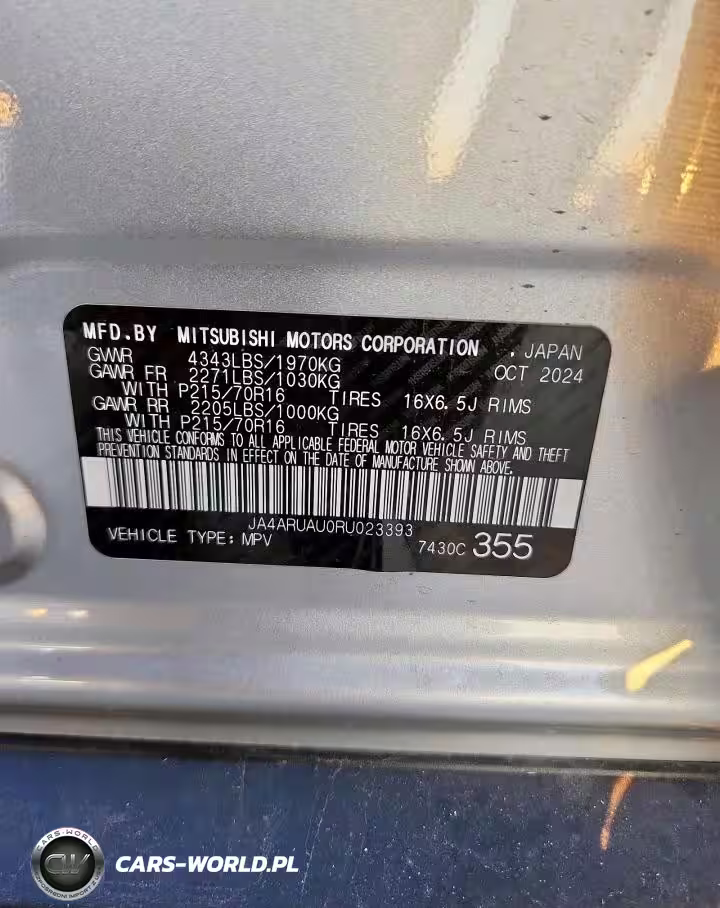 MFD.BY MITSUBISHI MOTORS CORPORATION , JAPAN
GVWR 4343LBS/1970KG OCT 2024
GAWR FR 2271LBS/1030KG
WITH P215/70R16 TIRES 16X6.5J RIMS
GAWR RR 2205LBS/1000KG
WITH P215/70R16 TIRES 16X6.5J RIMS
THIS VEHICLE CONFORMS TO ALL APPLICABLE FEDERAL MOTOR VEHICLE SAFETY AND THEFT
PREVENTION STANDARDS IN EFFECT ON THE DATE OF MANUFACTURE SHOWN ABOVE.
JA4ARUAU0RU023393
VEHICLE TYPE: MPV 7430C 355
CARS-WORLD
CW
CARS-WORLD.PL